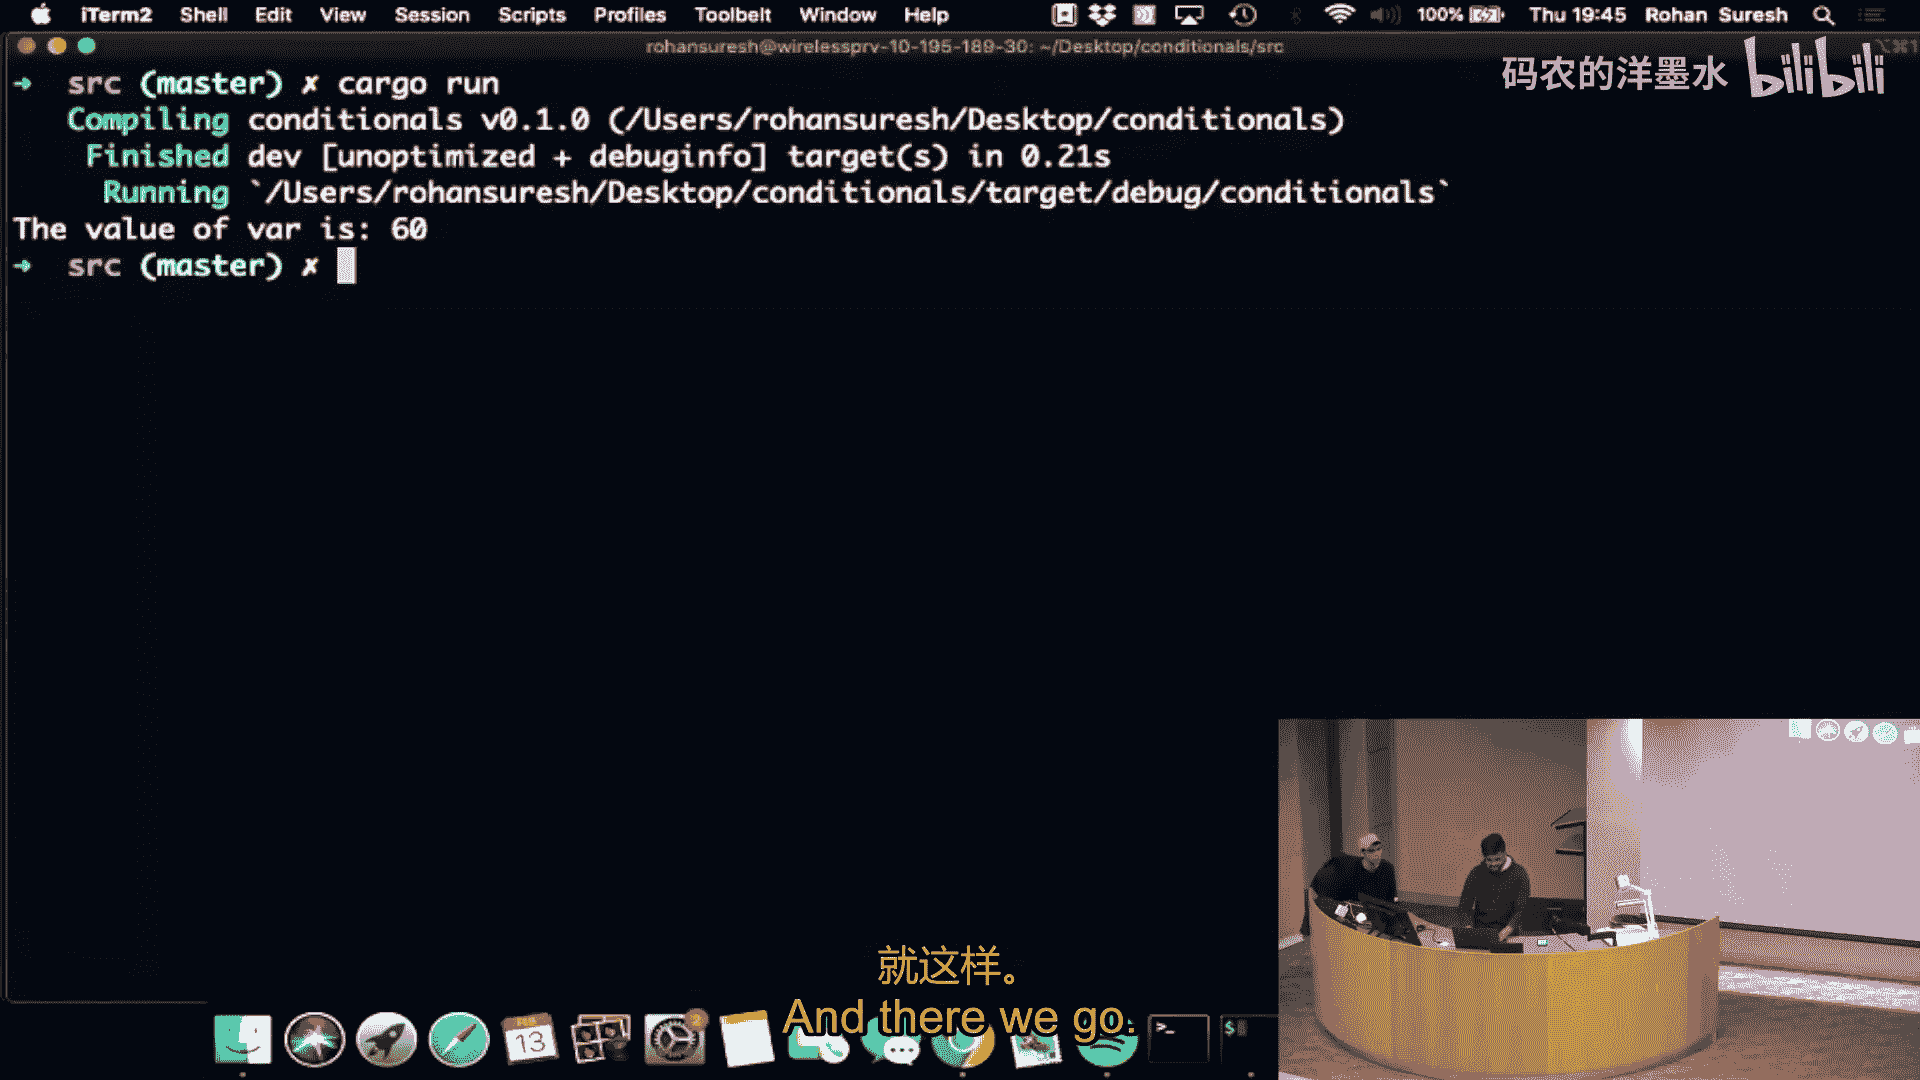 iTerm2 Shell Edit View Session Scripts Profiles Toolbelt Window Help 100% Thu 19:45 Rohan Suresh
rohansuresh@wirelessprv-10-195-189-30: ~/Desktop/conditionals/src
码农的洋墨水 bilibili
→ src (master) ✗ cargo run
Compiling conditionals v0.1.0 (/Users/rohansuresh/Desktop/conditionals)
Finished dev [unoptimized + debuginfo] target(s) in 0.21s
Running `/Users/rohansuresh/Desktop/conditionals/target/debug/conditionals`
The value of var is: 60
→ src (master) ✗
就这样。
And there we go.
13
>_
$